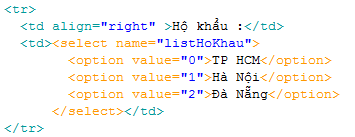 <tr>
<td align="right" >Hộ khẩu :</td>
<td><select name="listHoKhau">
<option value="0">TP HCM</option>
<option value="1">Hà Nội</option>
<option value="2">Đà Nẵng</option>
</select></td>
</tr>